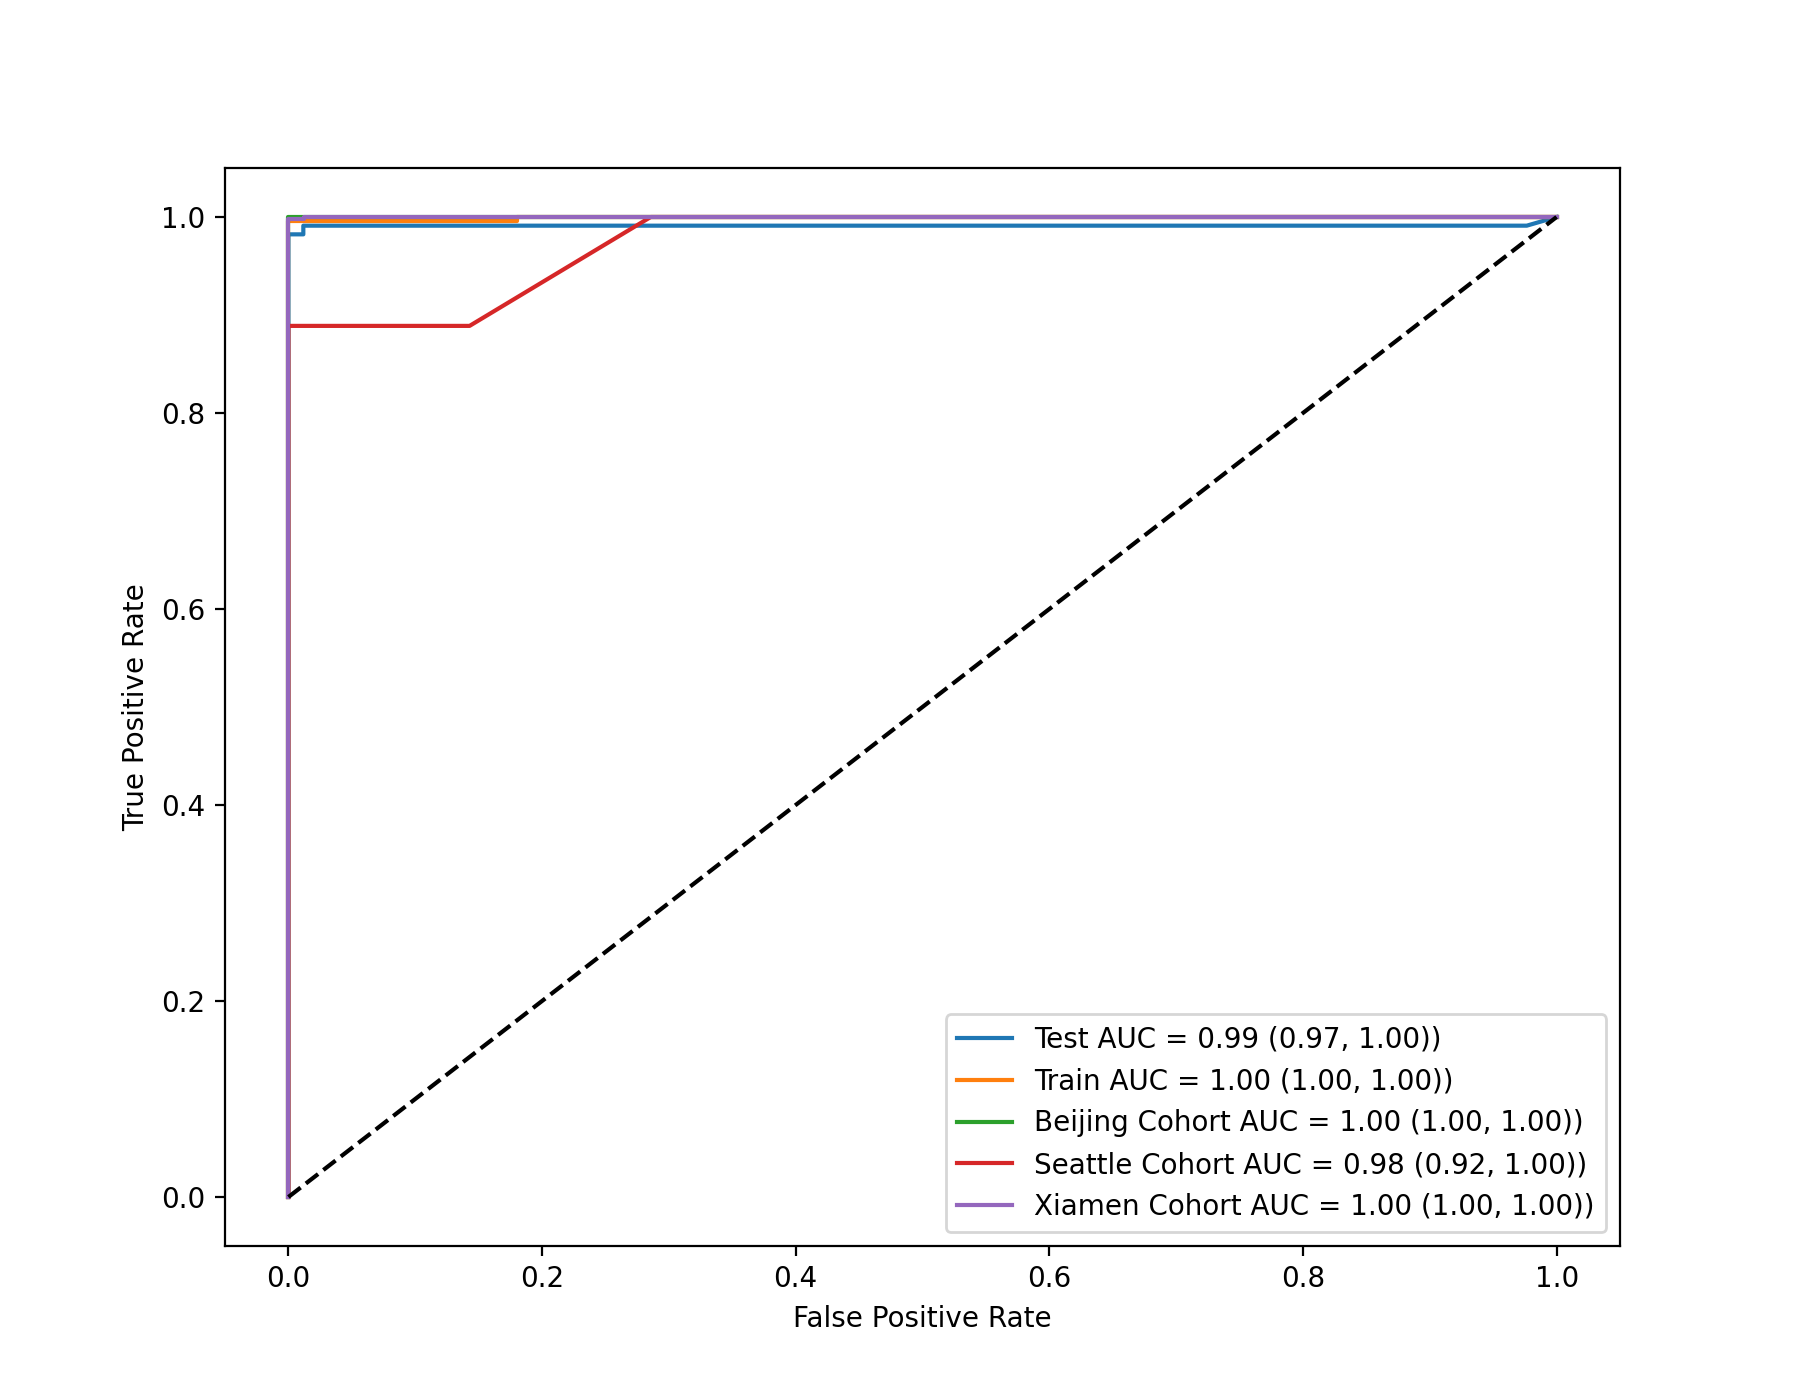 1.0
0.8
0.6
0.4
0.2
0.0
True Positive Rate
0.0 0.2 0.4 0.6 0.8 1.0
False Positive Rate
Test AUC = 0.99 (0.97, 1.00))
Train AUC = 1.00 (1.00, 1.00))
Beijing Cohort AUC = 1.00 (1.00, 1.00))
Seattle Cohort AUC = 0.98 (0.92, 1.00))
Xiamen Cohort AUC = 1.00 (1.00, 1.00))